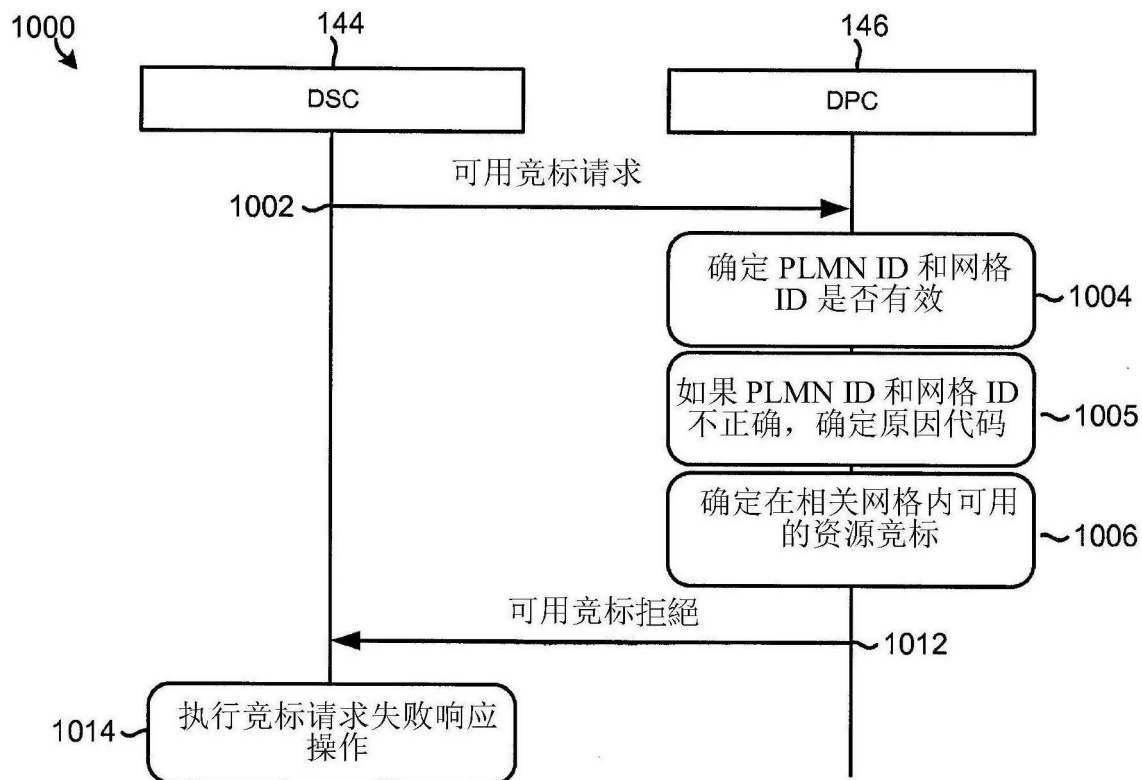 1000
144
146
DSC
DPC
可用竞标请求
1002
确定 PLMN ID 和网格
ID 是否有效
1004
如果 PLMN ID 和网格 ID
不正确，确定原因代码
1005
确定在相关网格内可用
的资源竞标
1006
可用竞标拒絕
1012
执行竞标请求失败响应
操作
1014